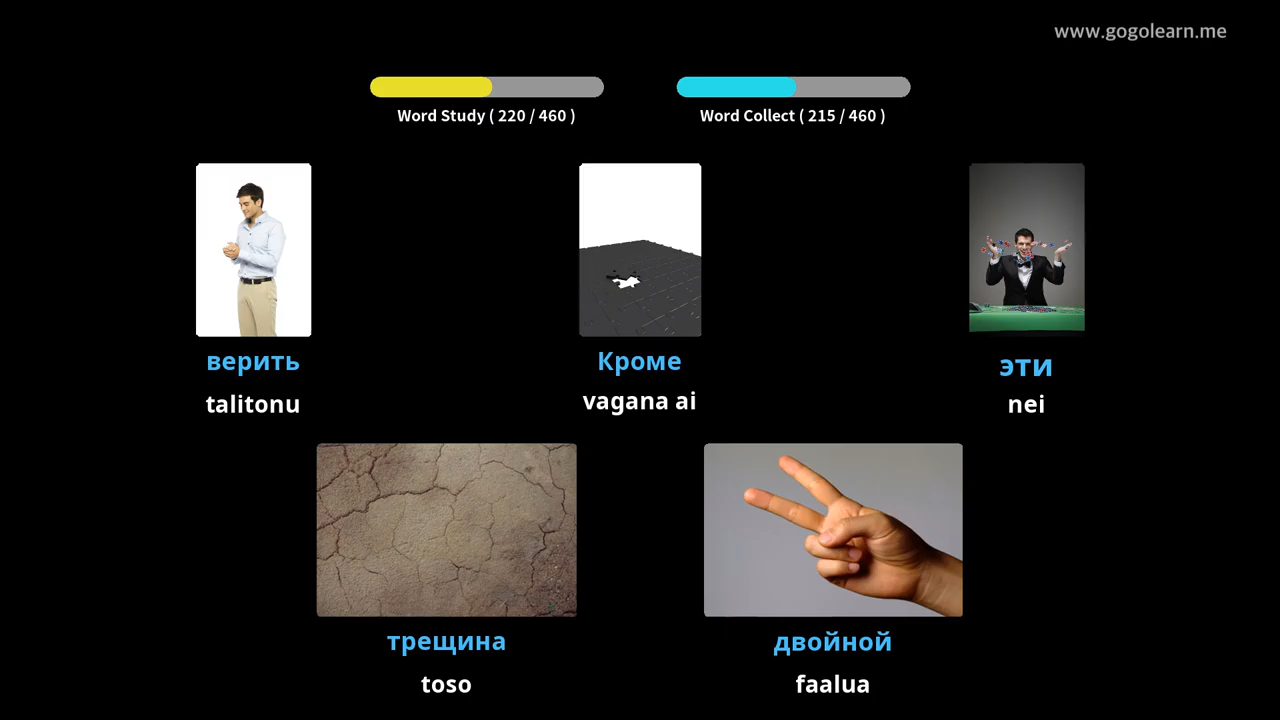 www.gogolearn.me
Word Study ( 220 / 460 )
Word Collect ( 215 / 460 )
верить
talitonu
Кроме
vagana ai
эти
nei
трещина
toso
двойной
faalua